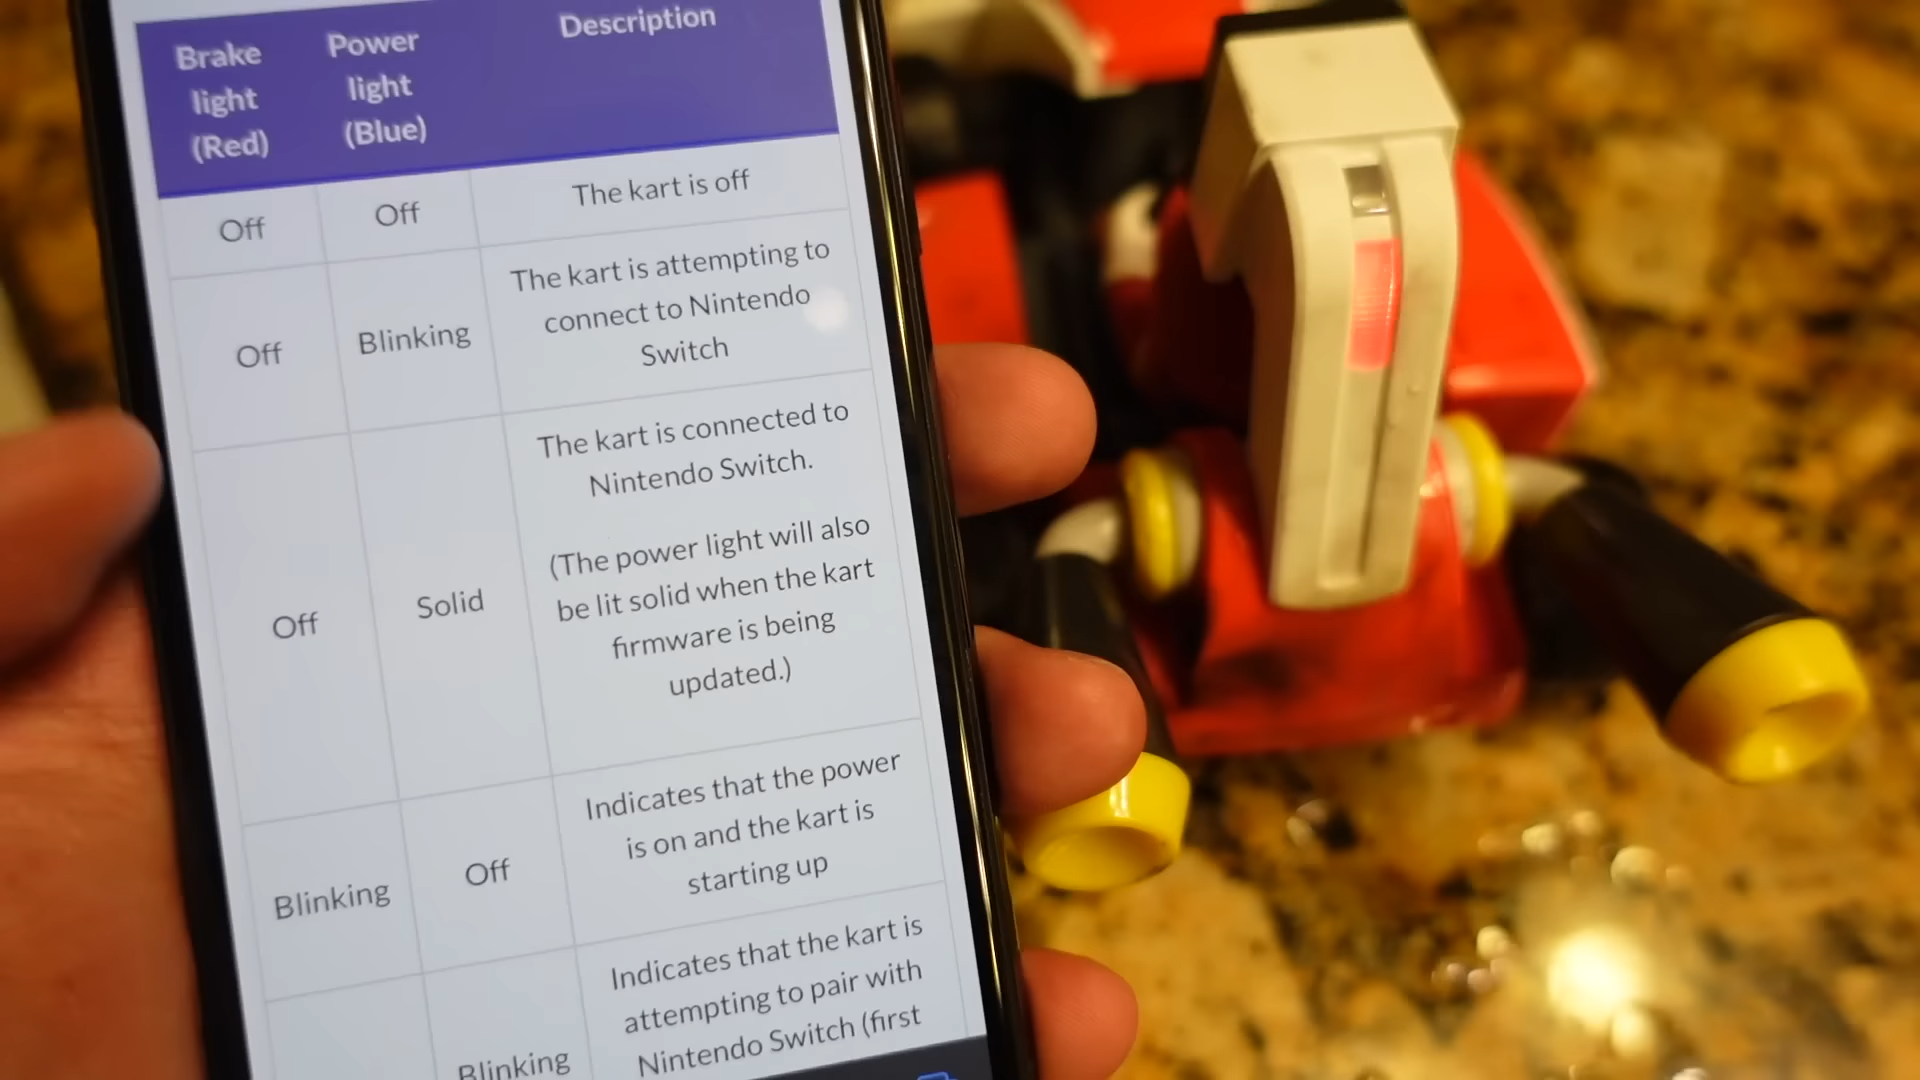 Brake
light
(Red)
Power
light
(Blue)
Description
Off
Off
The kart is off
Off
Blinking
The kart is attempting to
connect to Nintendo
Switch
Off
Solid
The kart is connected to
Nintendo Switch.
(The power light will also
be lit solid when the kart
firmware is being
updated.)
Blinking
Off
Indicates that the power
is on and the kart is
starting up
Blinking
Indicates that the kart is
attempting to pair with
Nintendo Switch (first